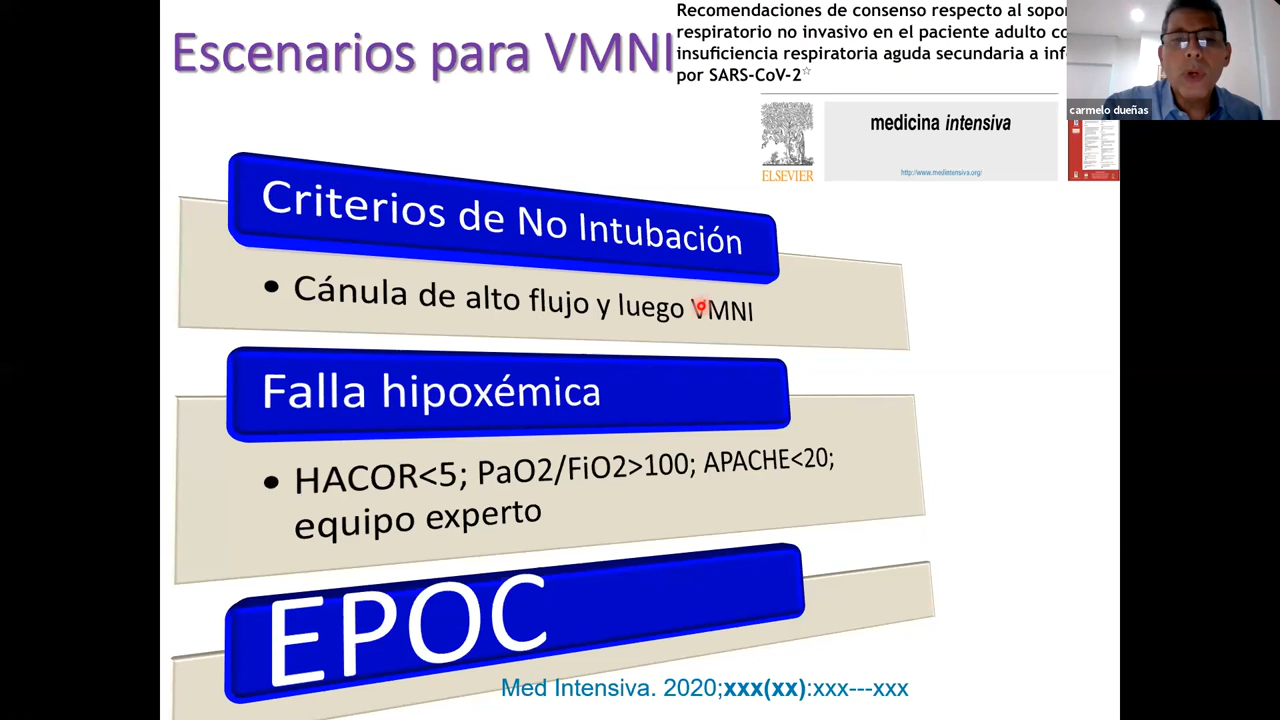 Escenarios para VMNI
Recomendaciones de consenso respecto al sopor
respiratorio no invasivo en el paciente adulto co
insuficiencia respiratoria aguda secundaria a inf
por SARS-CoV-2☆
carmelo dueñas
medicina intensiva
ELSEVIER
http://www.medintensiva.org/
Criterios de No Intubación
• Cánula de alto flujo y luego VMNI
Falla hipoxémica
• HACOR<5; PaO2/FiO2>100; APACHE<20;
equipo experto
EPOC
Med Intensiva. 2020;xxx(xx):xxx---xxx